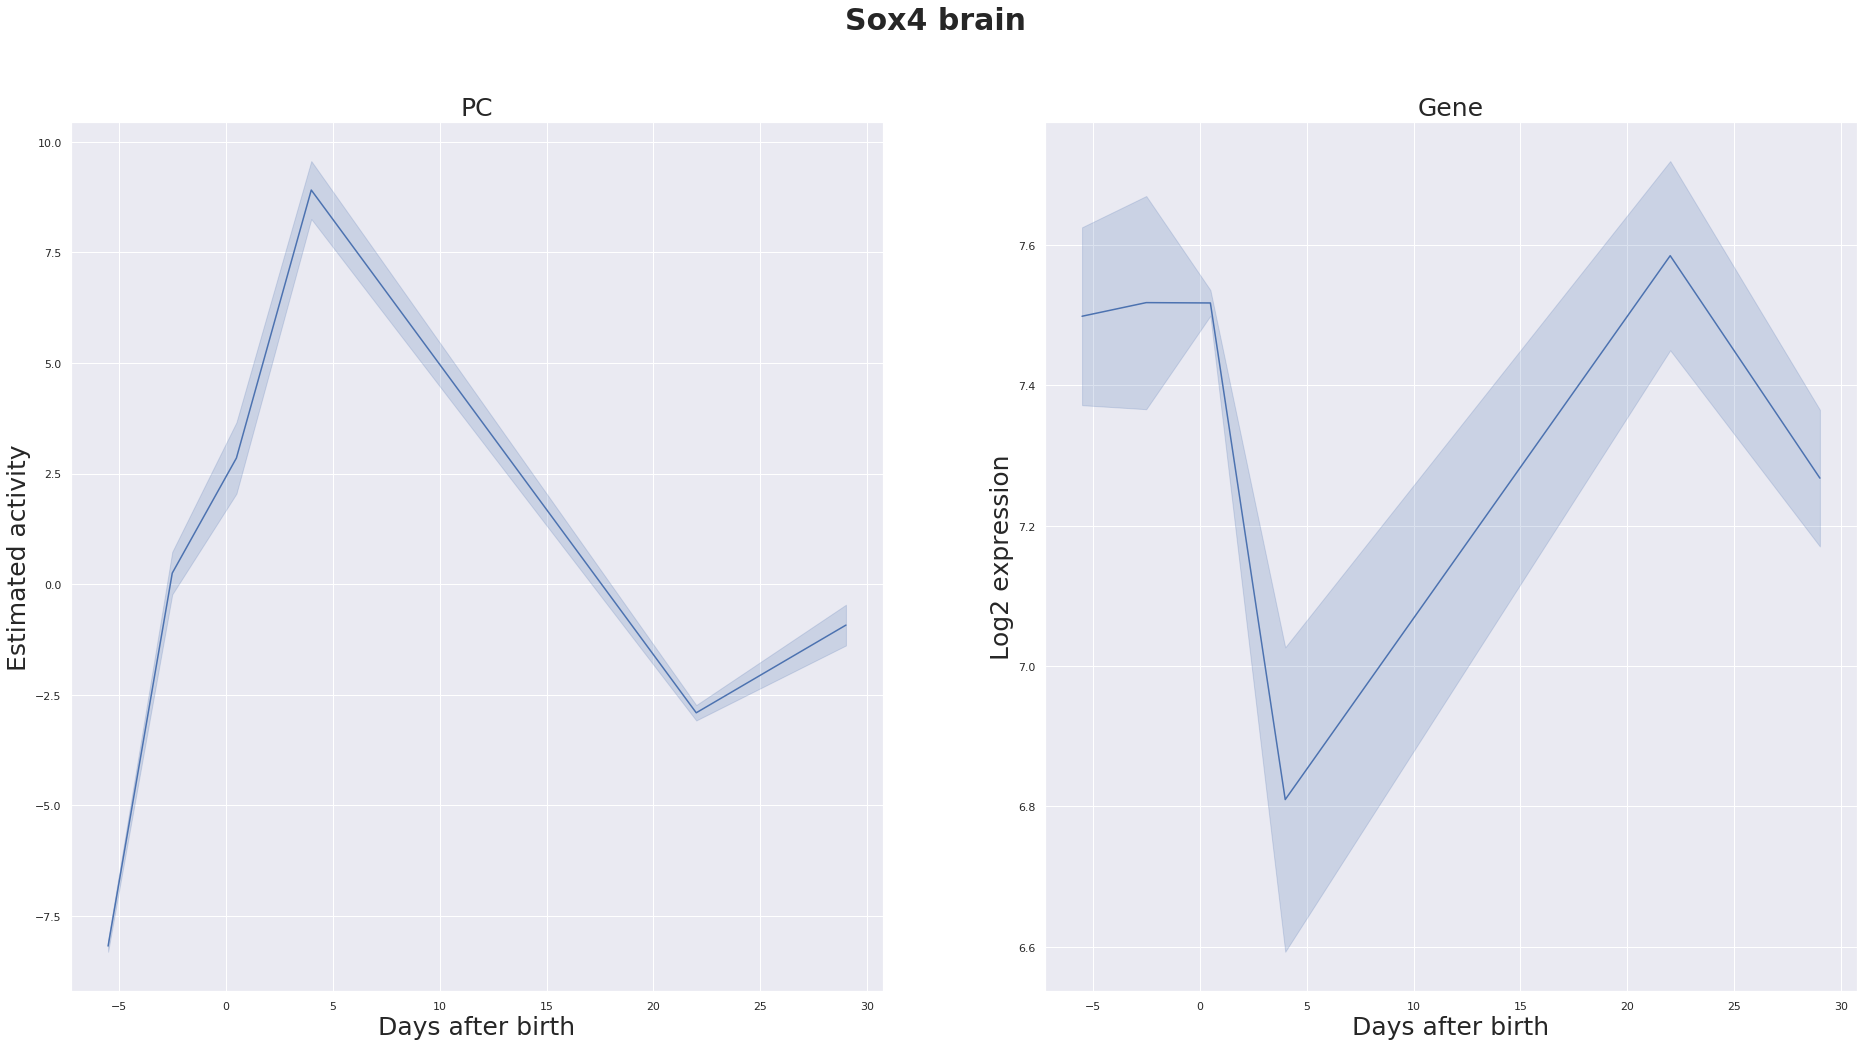 Sox4 brain
PC
Estimated activity
10.0
7.5
5.0
2.5
0.0
−2.5
−5.0
−7.5
−5 0 5 10 15 20 25 30
Days after birth
Gene
Log2 expression
7.6
7.4
7.2
7.0
6.8
6.6
−5 0 5 10 15 20 25 30
Days after birth